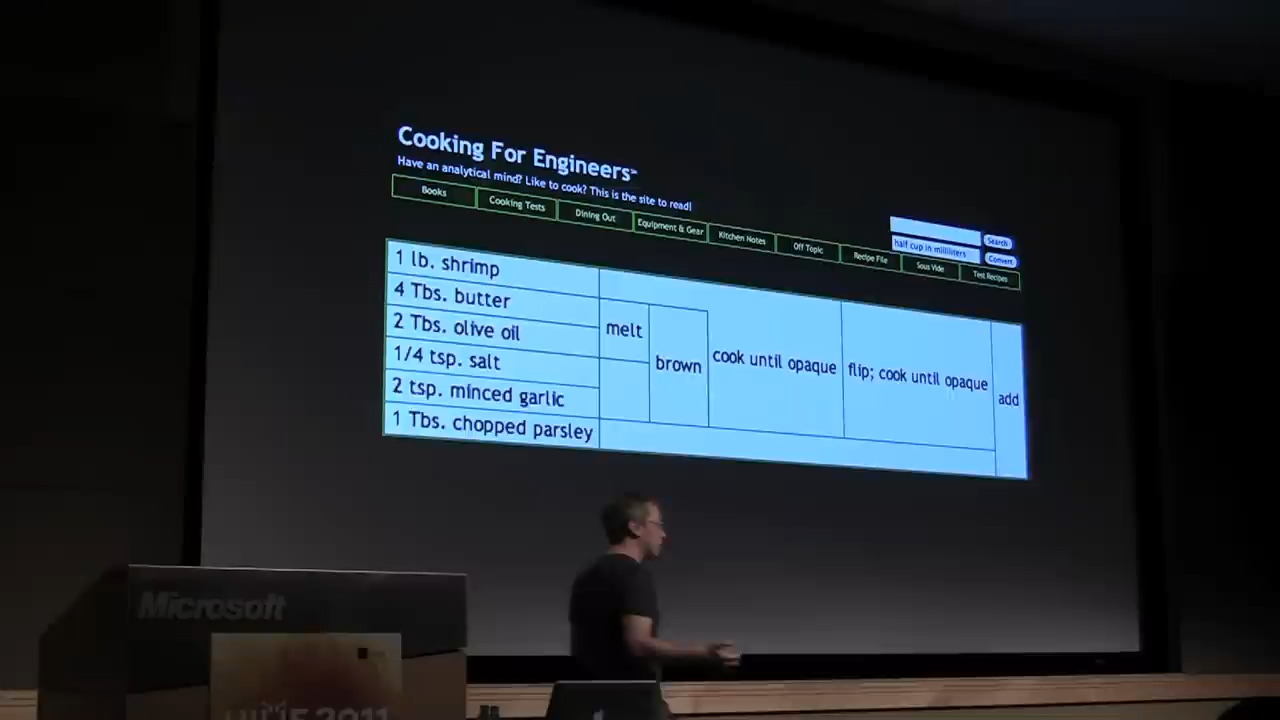 Cooking For Engineers™
Have an analytical mind? Like to cook? This is the site to read!
Books
Cooking Tests
Dining Out
Equipment & Gear
Kitchen Notes
Off Topic
Recipe File
Sous Vide
Test Recipes
Search
half cup in milliliters
Convert
1 lb. shrimp
4 Tbs. butter
2 Tbs. olive oil
1/4 tsp. salt
2 tsp. minced garlic
1 Tbs. chopped parsley
melt
brown
cook until opaque
flip; cook until opaque
add
Microsoft
2011